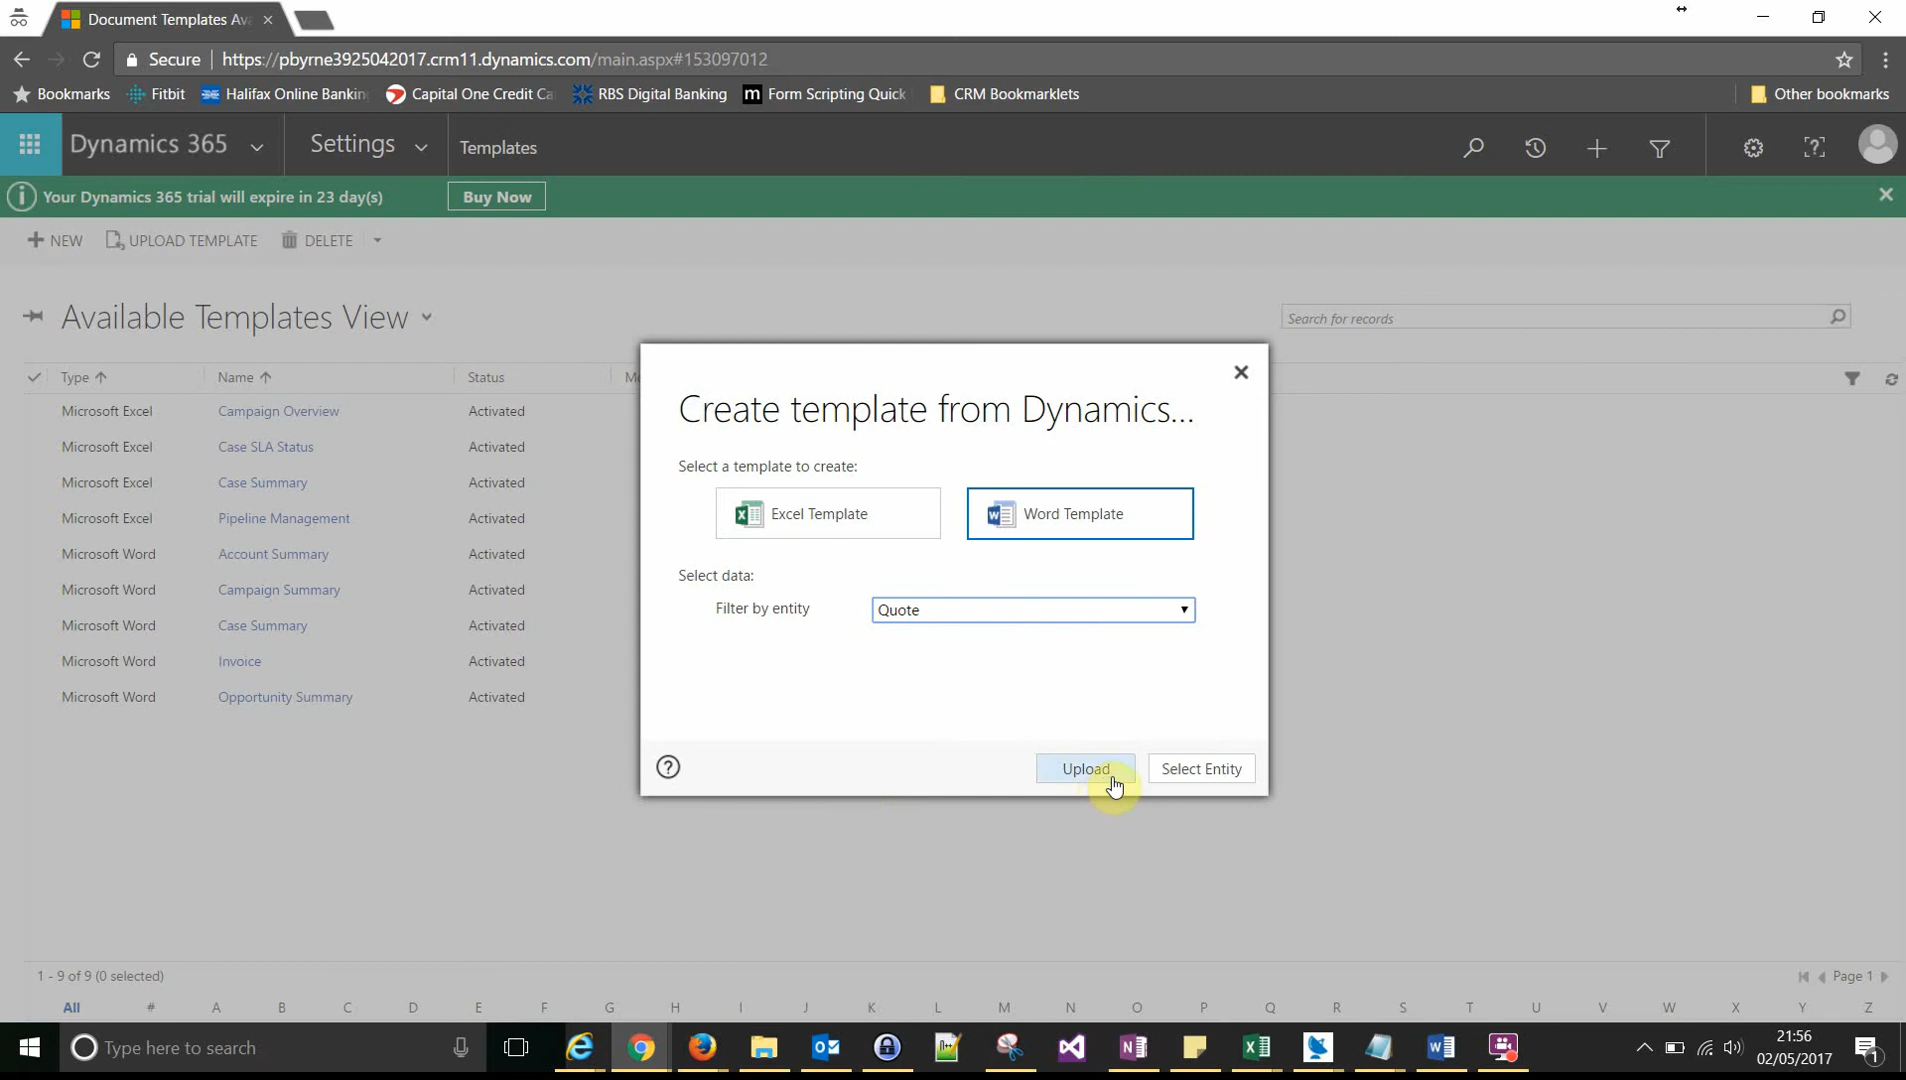 Document Templates Ava
Secure
https://pbyrne3925042017.crm11.dynamics.com/main.aspx#153097012
Bookmarks
Fitbit
Halifax Online Banking
Capital One Credit Ca
RBS Digital Banking
m Form Scripting Quick
CRM Bookmarklets
Other bookmarks
Dynamics 365
Settings
Templates
Your Dynamics 365 trial will expire in 23 day(s)
Buy Now
NEW
UPLOAD TEMPLATE
DELETE
Available Templates View
Search for records
Type Name Status Me
Microsoft Excel Campaign Overview Activated
Microsoft Excel Case SLA Status Activated
Microsoft Excel Case Summary Activated
Microsoft Excel Pipeline Management Activated
Microsoft Word Account Summary Activated
Microsoft Word Campaign Summary Activated
Microsoft Word Case Summary Activated
Microsoft Word Invoice Activated
Microsoft Word Opportunity Summary Activated
Create template from Dynamics...
Select a template to create:
Excel Template
Word Template
Select data:
Filter by entity
Quote
Upload
Select Entity
1 - 9 of 9 (0 selected)
Page 1
All # A B C D E F G H I J K L M N O P Q R S T U V W X Y Z
Type here to search
21:56
02/05/2017
1